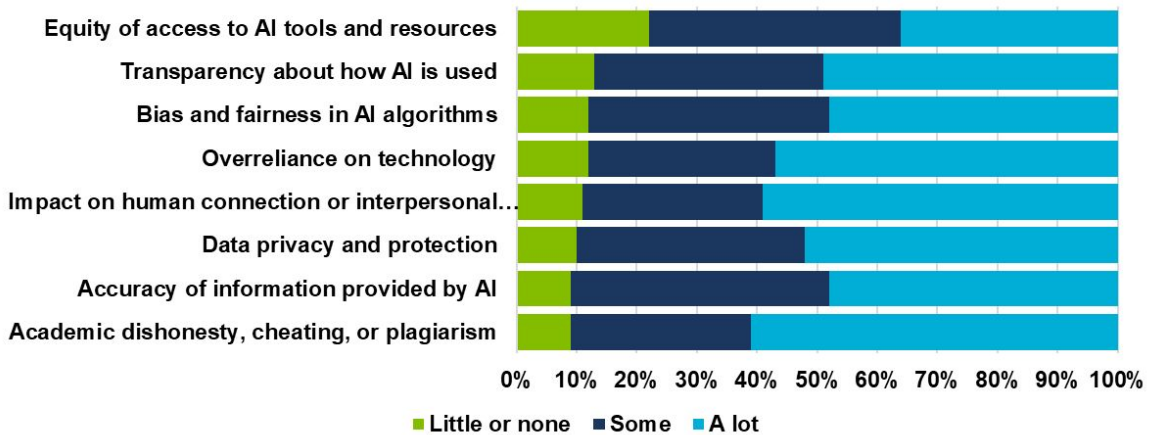 Equity of access to AI tools and resources
Transparency about how AI is used
Bias and fairness in AI algorithms
Overreliance on technology
Impact on human connection or interpersonal…
Data privacy and protection
Accuracy of information provided by AI
Academic dishonesty, cheating, or plagiarism
0% 10% 20% 30% 40% 50% 60% 70% 80% 90% 100%
Little or none Some A lot